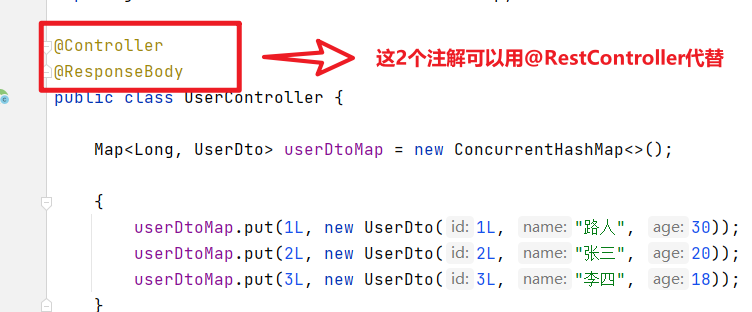 @Controller
@ResponseBody
这2个注解可以用@RestController代替
public class UserController {
Map<Long, UserDto> userDtoMap = new ConcurrentHashMap<>();
{
userDtoMap.put(1L, new UserDto( id: 1L, name: "路人", age: 30));
userDtoMap.put(2L, new UserDto( id: 2L, name: "张三", age: 20));
userDtoMap.put(3L, new UserDto( id: 3L, name: "李四", age: 18));
}